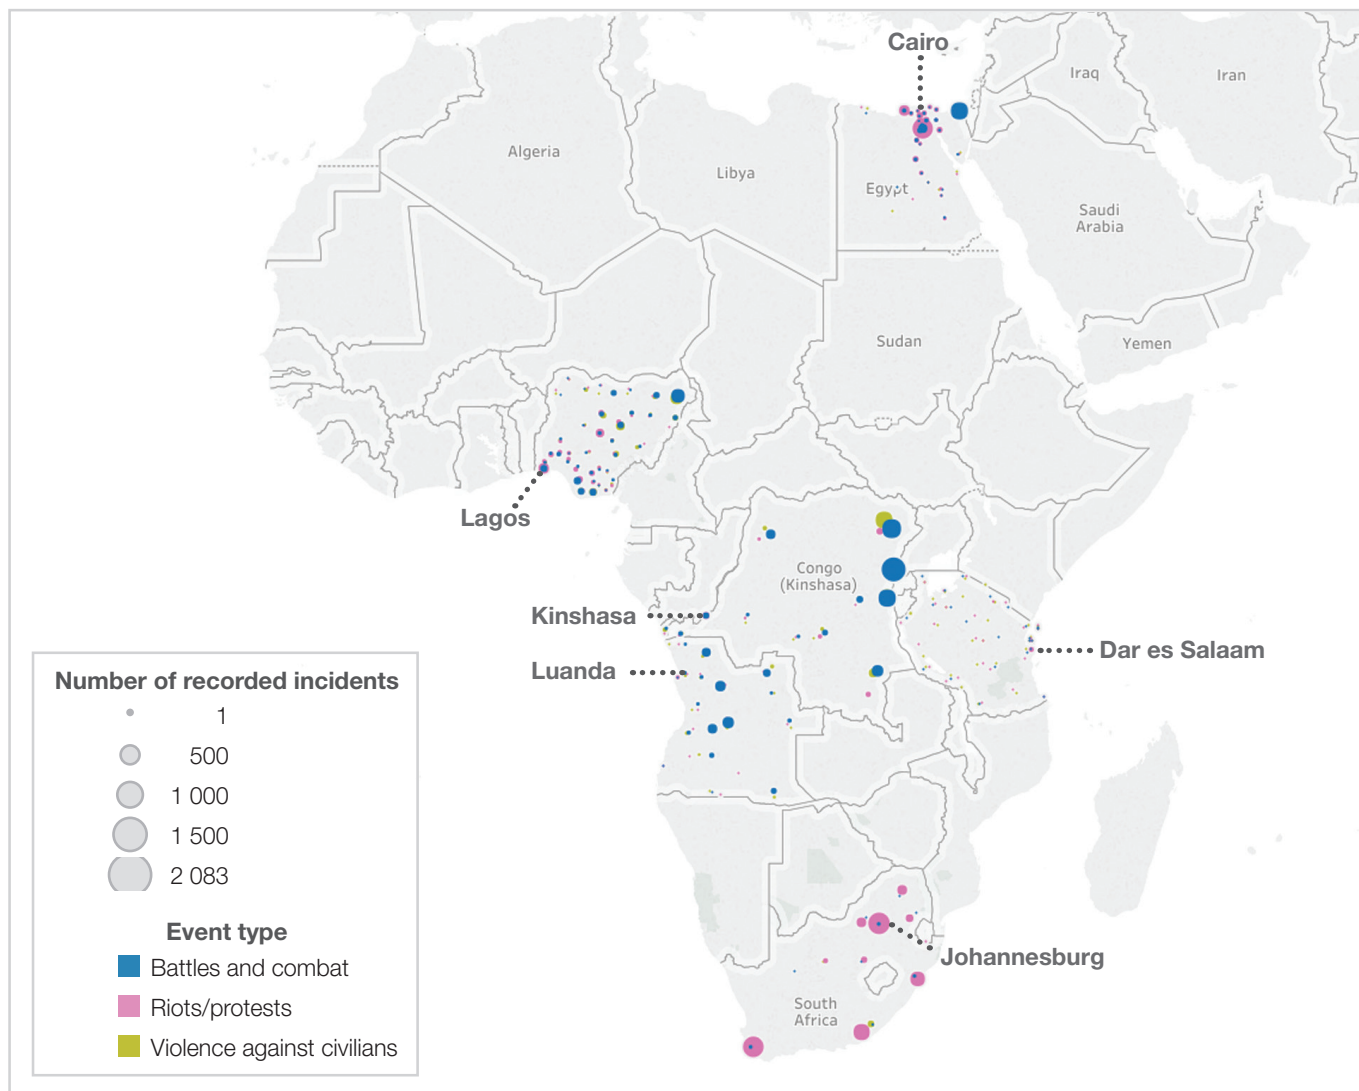 Cairo
Iraq
Iran
Algeria
Libya
Egypt
Saudi
Arabia
Sudan
Yemen
Lagos
Congo
(Kinshasa)
Kinshasa
Dar es Salaam
Luanda
Number of recorded incidents
1
500
1 000
1 500
2 083
Event type
Battles and combat
Riots/protests
Violence against civilians
Johannesburg
South
Africa